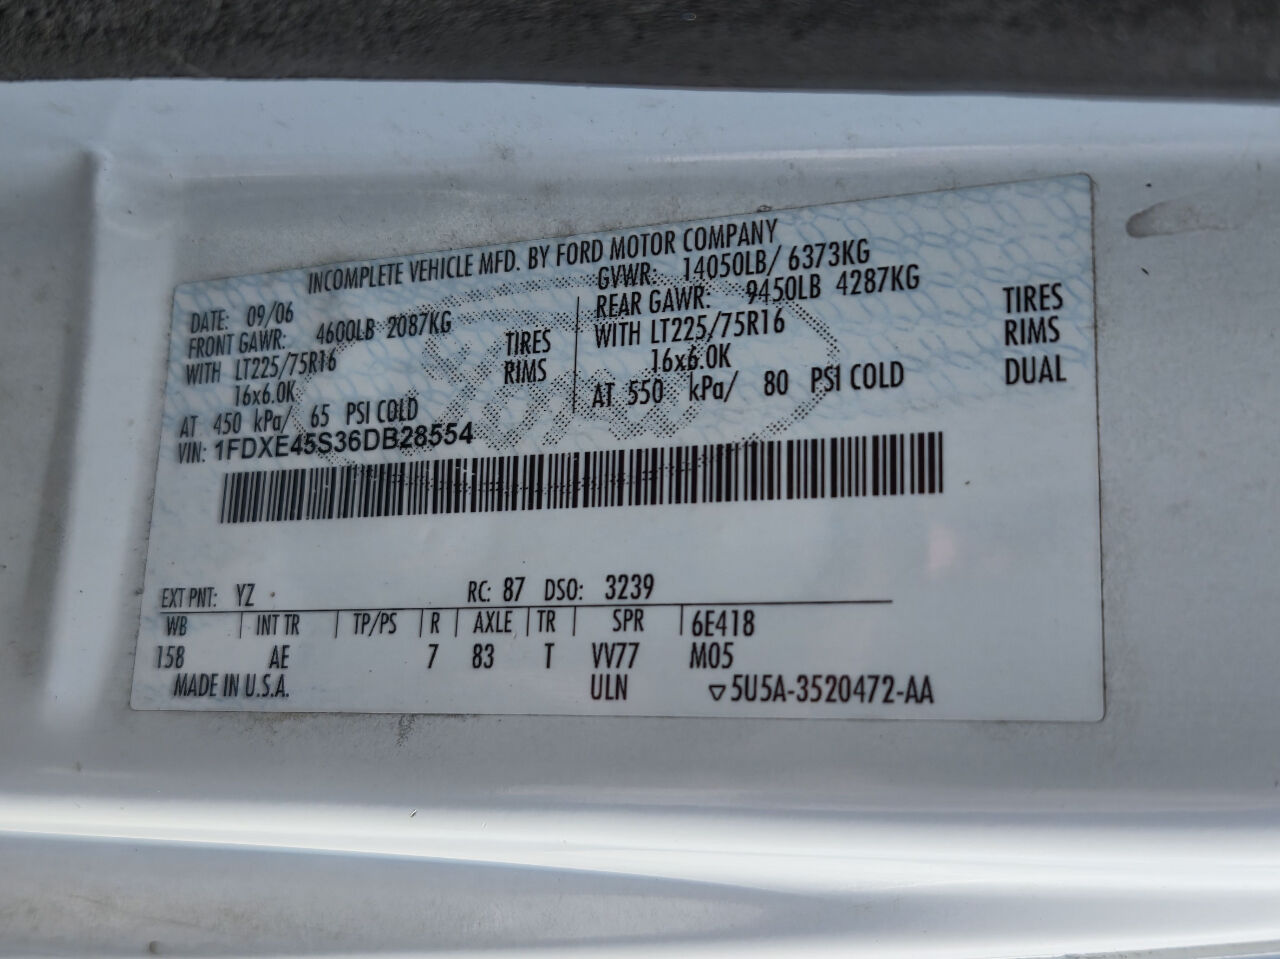 INCOMPLETE VEHICLE MFD. BY FORD MOTOR COMPANY
DATE: 09/06 GVWR: 14050LB/ 6373KG
FRONT GAWR: 4600LB 2087KG REAR GAWR: 9450LB 4287KG
WITH LT225/75R16 TIRES WITH LT225/75R16 TIRES
16x6.0K RIMS 16x6.0K RIMS
AT 450 kPa/ 65 PSI COLD AT 550 kPa/ 80 PSI COLD DUAL
VIN: 1FDXE45S36DB28554
EXT PNT: YZ RC: 87 DSO: 3239
WB INT TR TP/PS R AXLE TR SPR 6E418
158 AE 7 83 T VV77 M05
MADE IN U.S.A. ULN ▽5U5A-3520472-AA